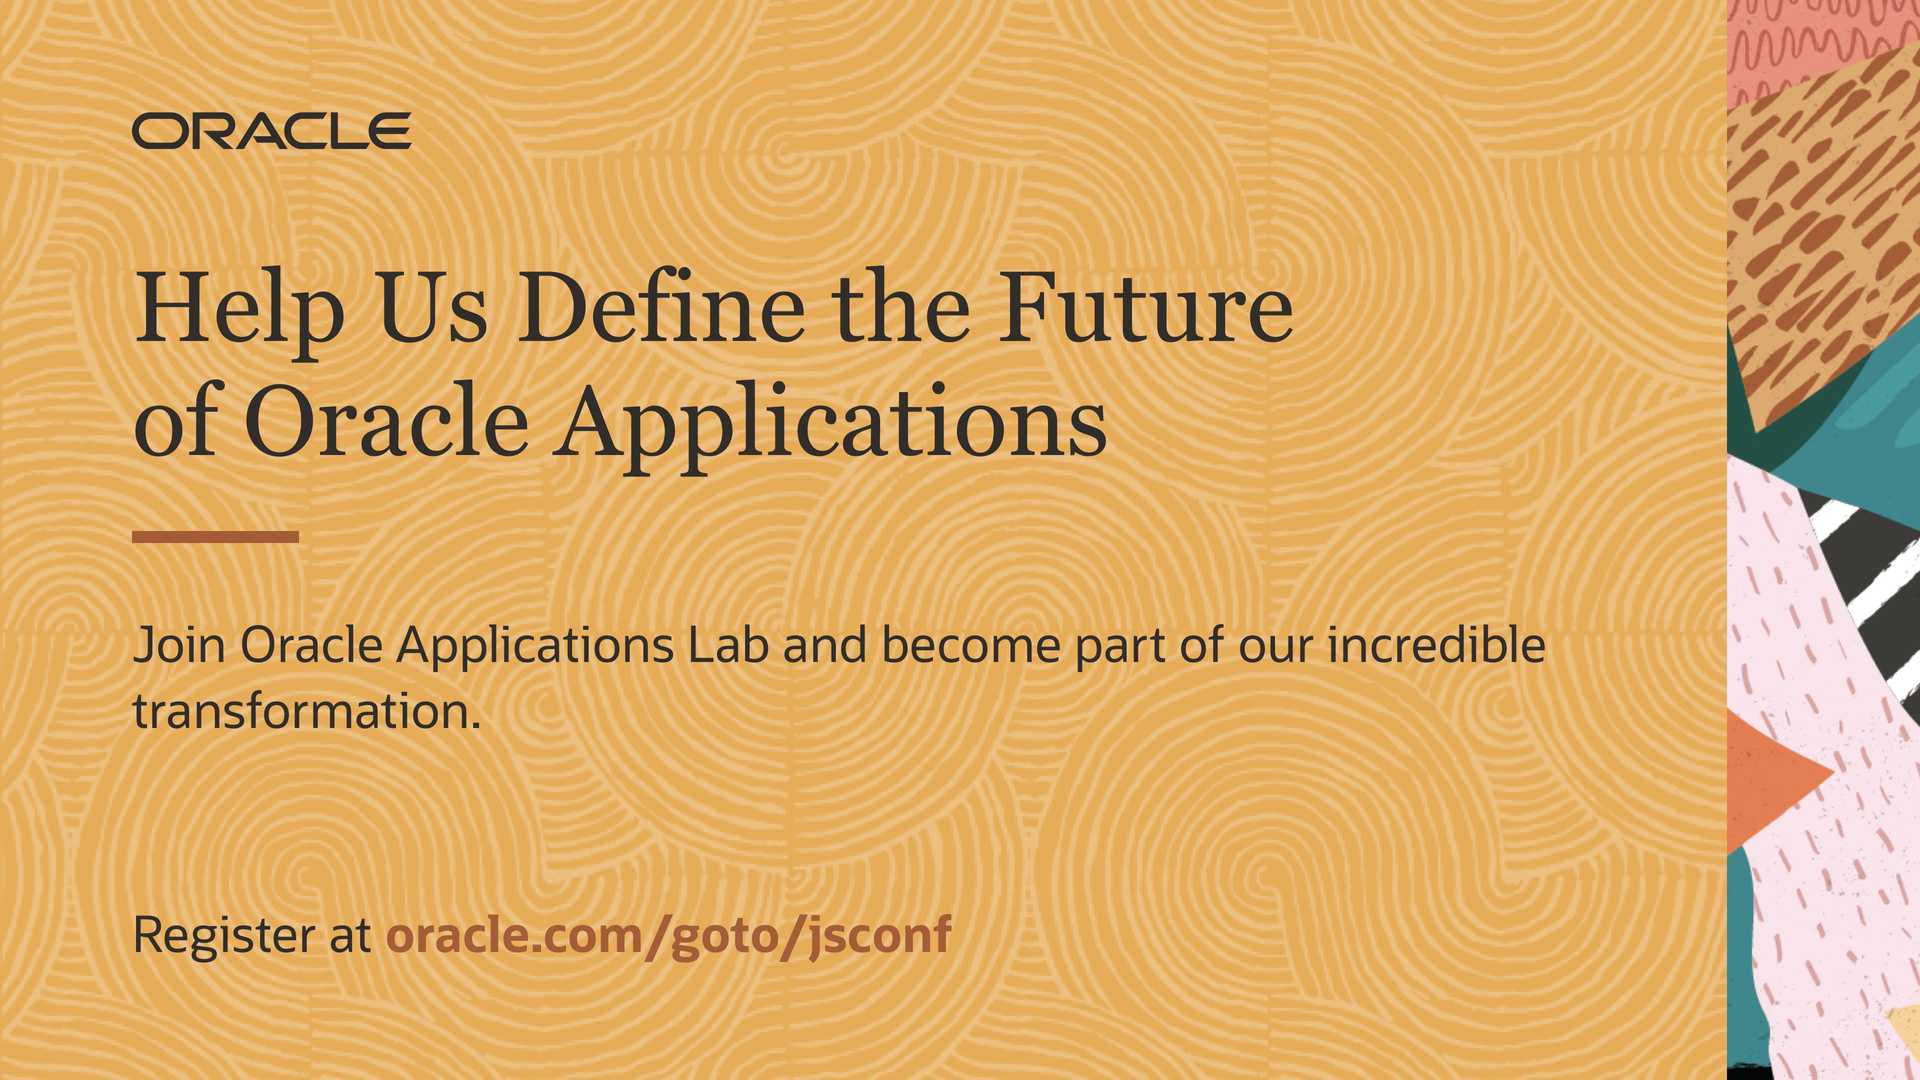 ORACLE
Help Us Define the Future
of Oracle Applications
Join Oracle Applications Lab and become part of our incredible
transformation.
Register at oracle.com/goto/jsconf